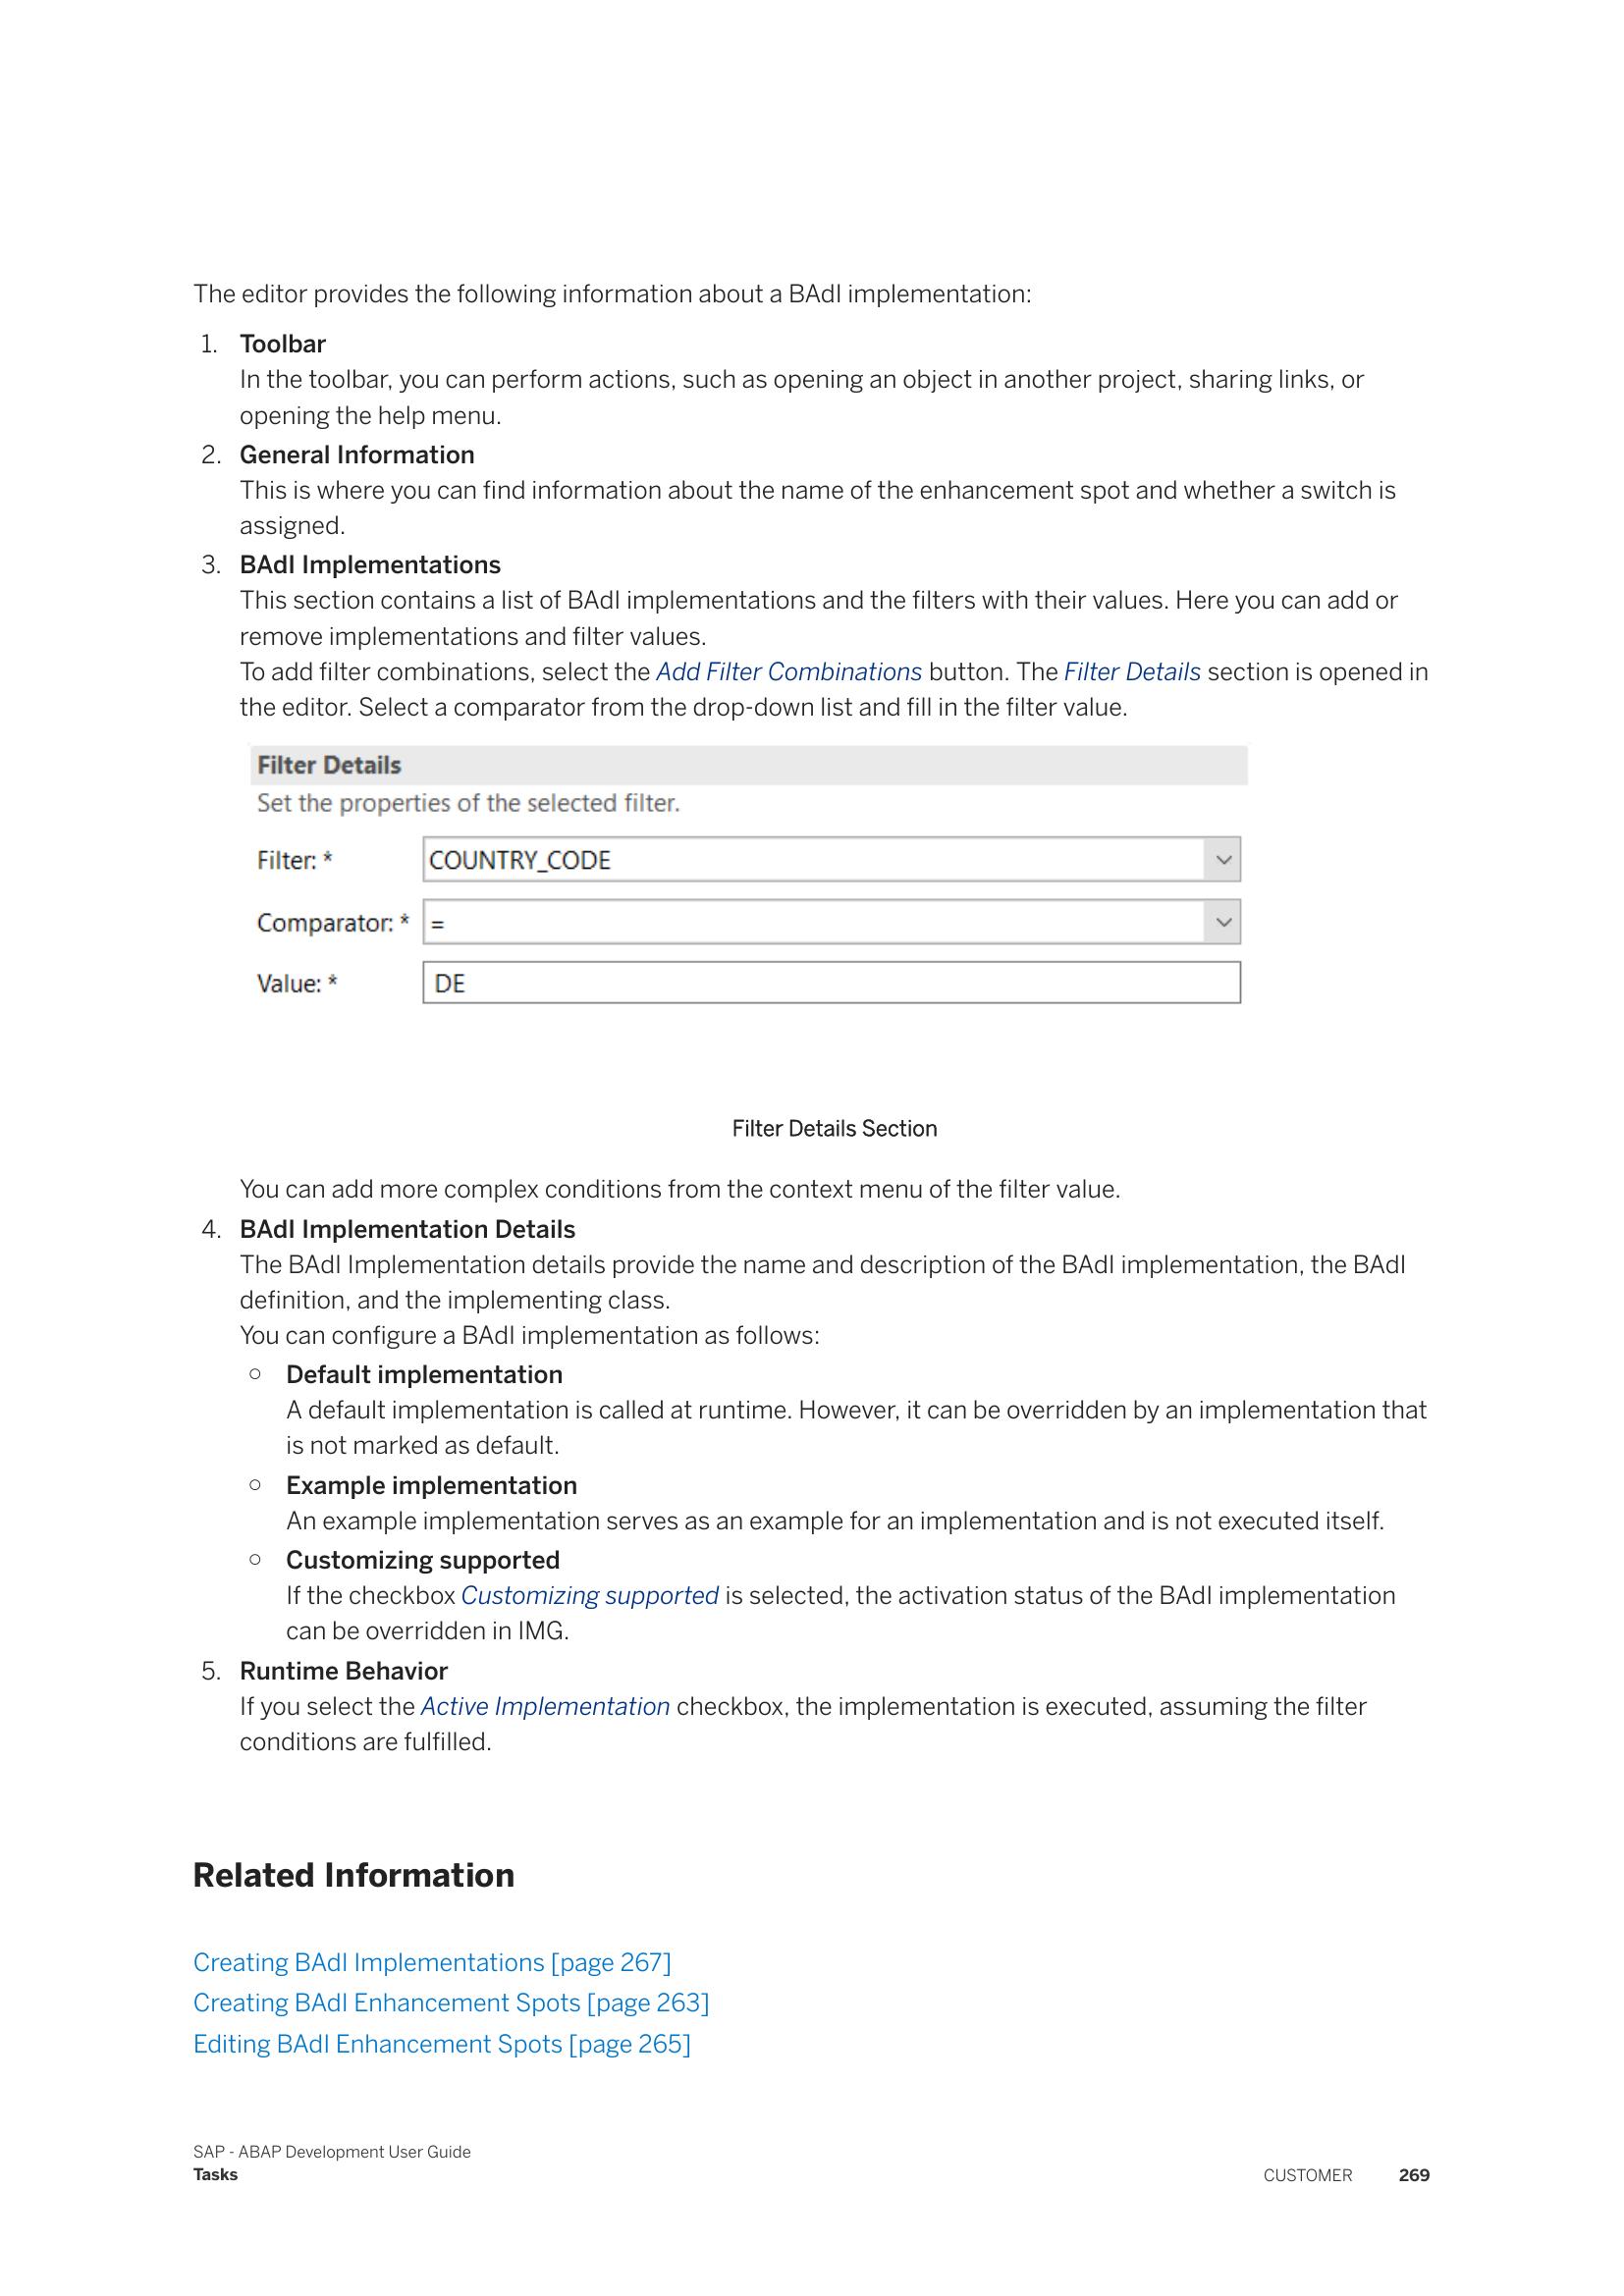 The editor provides the following information about a BAdI implementation:
1. Toolbar
In the toolbar, you can perform actions, such as opening an object in another project, sharing links, or
opening the help menu.
2. General Information
This is where you can find information about the name of the enhancement spot and whether a switch is
assigned.
3. BAdI Implementations
This section contains a list of BAdI implementations and the filters with their values. Here you can add or
remove implementations and filter values.
To add filter combinations, select the Add Filter Combinations button. The Filter Details section is opened in
the editor. Select a comparator from the drop-down list and fill in the filter value.
Filter Details
Set the properties of the selected filter.
Filter: * COUNTRY_CODE
Comparator: * =
Value: * DE
Filter Details Section
You can add more complex conditions from the context menu of the filter value.
4. BAdI Implementation Details
The BAdI Implementation details provide the name and description of the BAdI implementation, the BAdI
definition, and the implementing class.
You can configure a BAdI implementation as follows:
○ Default implementation
A default implementation is called at runtime. However, it can be overridden by an implementation that
is not marked as default.
○ Example implementation
An example implementation serves as an example for an implementation and is not executed itself.
○ Customizing supported
If the checkbox Customizing supported is selected, the activation status of the BAdI implementation
can be overridden in IMG.
5. Runtime Behavior
If you select the Active Implementation checkbox, the implementation is executed, assuming the filter
conditions are fulfilled.
Related Information
Creating BAdI Implementations [page 267]
Creating BAdI Enhancement Spots [page 263]
Editing BAdI Enhancement Spots [page 265]
SAP - ABAP Development User Guide
Tasks
CUSTOMER 269